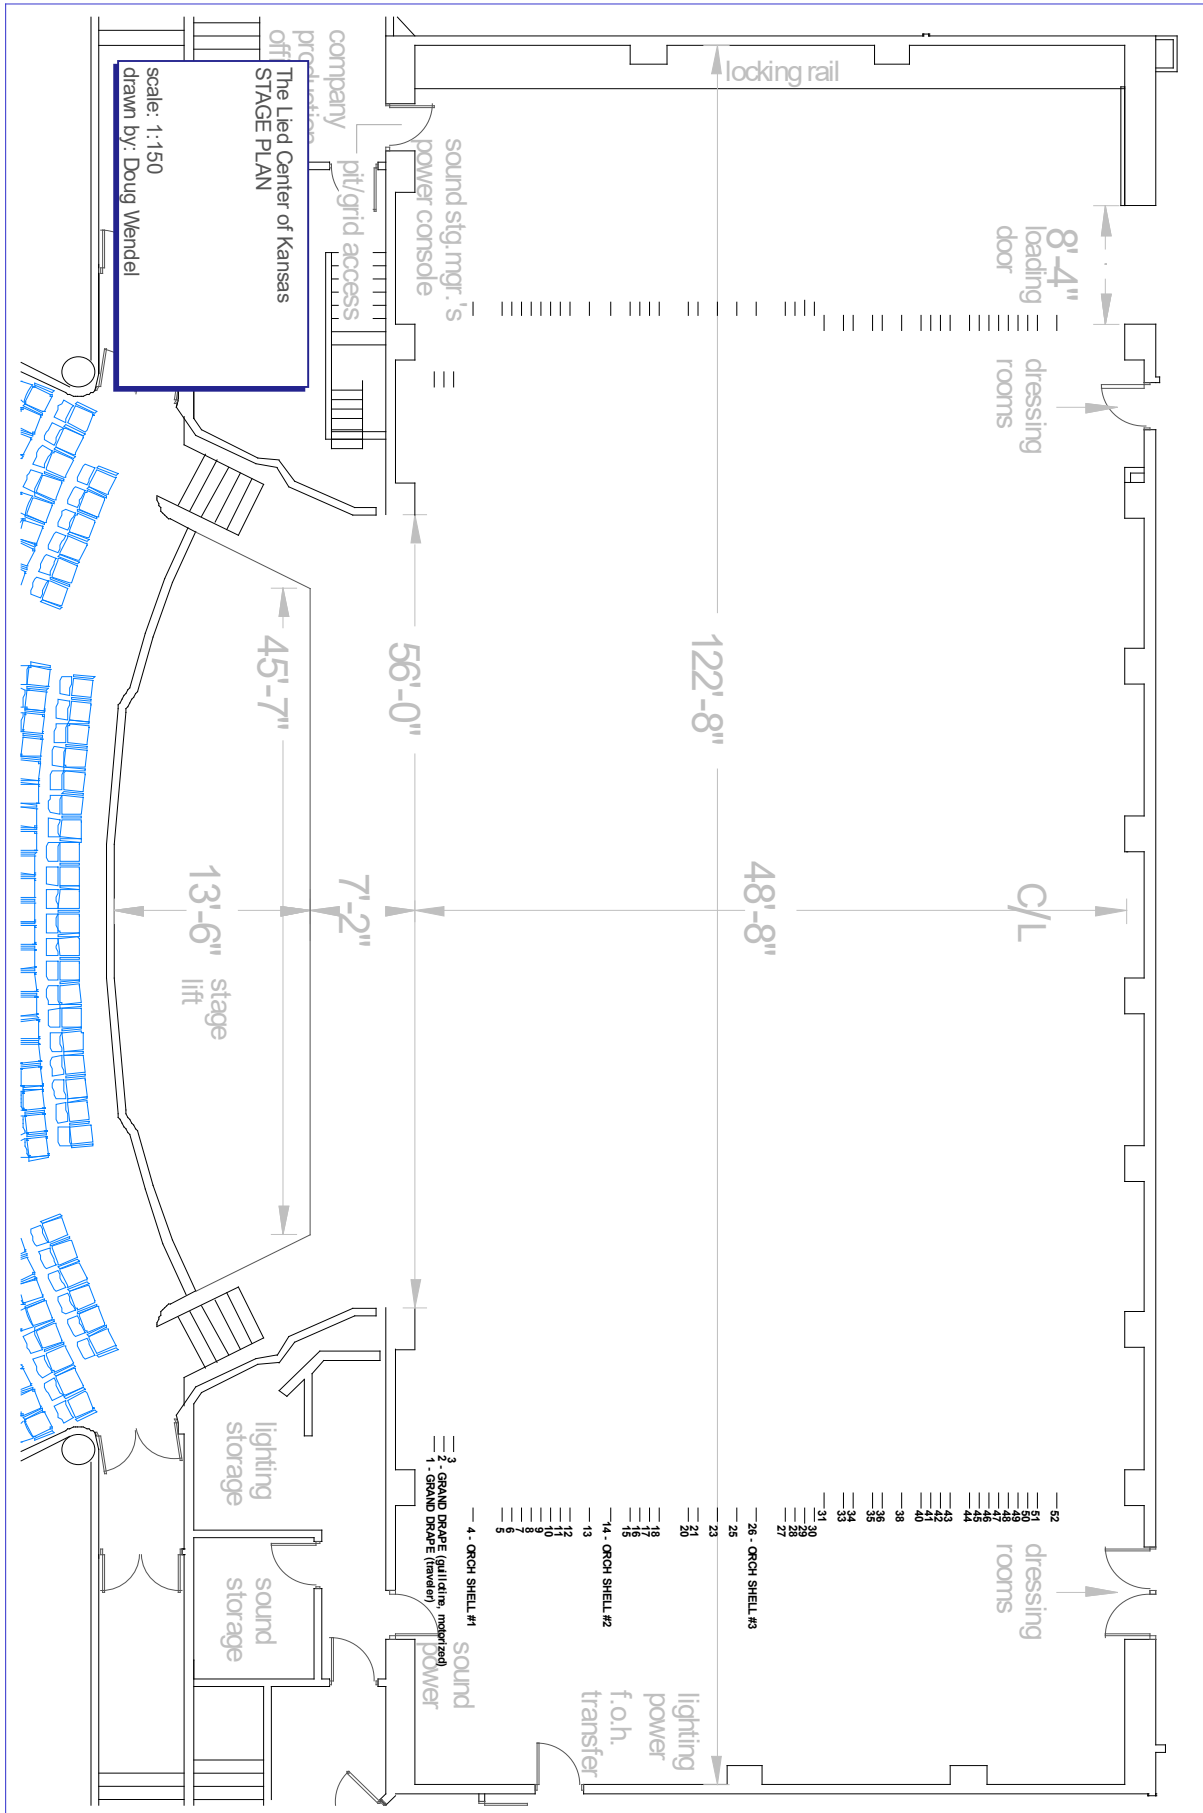 The Lied Center of Kansas
STAGE PLAN
scale: 1:150
drawn by: Doug Wendel
company
production
pit/grid access
sound stg.mgr.'s
power console
locking rail
8'-4"
loading
door
dressing
rooms
122'-8"
56'-0"
45'-7"
C/L
48'-8"
7'-2"
13'-6"
stage
lift
lighting
storage
sound
storage
sound
power
lighting
power
f.o.h.
transfer
dressing
rooms
52
51
50
49
48
47
46
45
44
43
42
41
40
38
36
35
34
33
31
30
29
28
27
26 - ORCH SHELL #3
25
23
21
20
18
17
16
15
14 - ORCH SHELL #2
13
12
11
10
9
8
7
6
5
4 - ORCH SHELL #1
3
2 - GRAND DRAPE (guillotine, motorized)
1 - GRAND DRAPE (traveler)